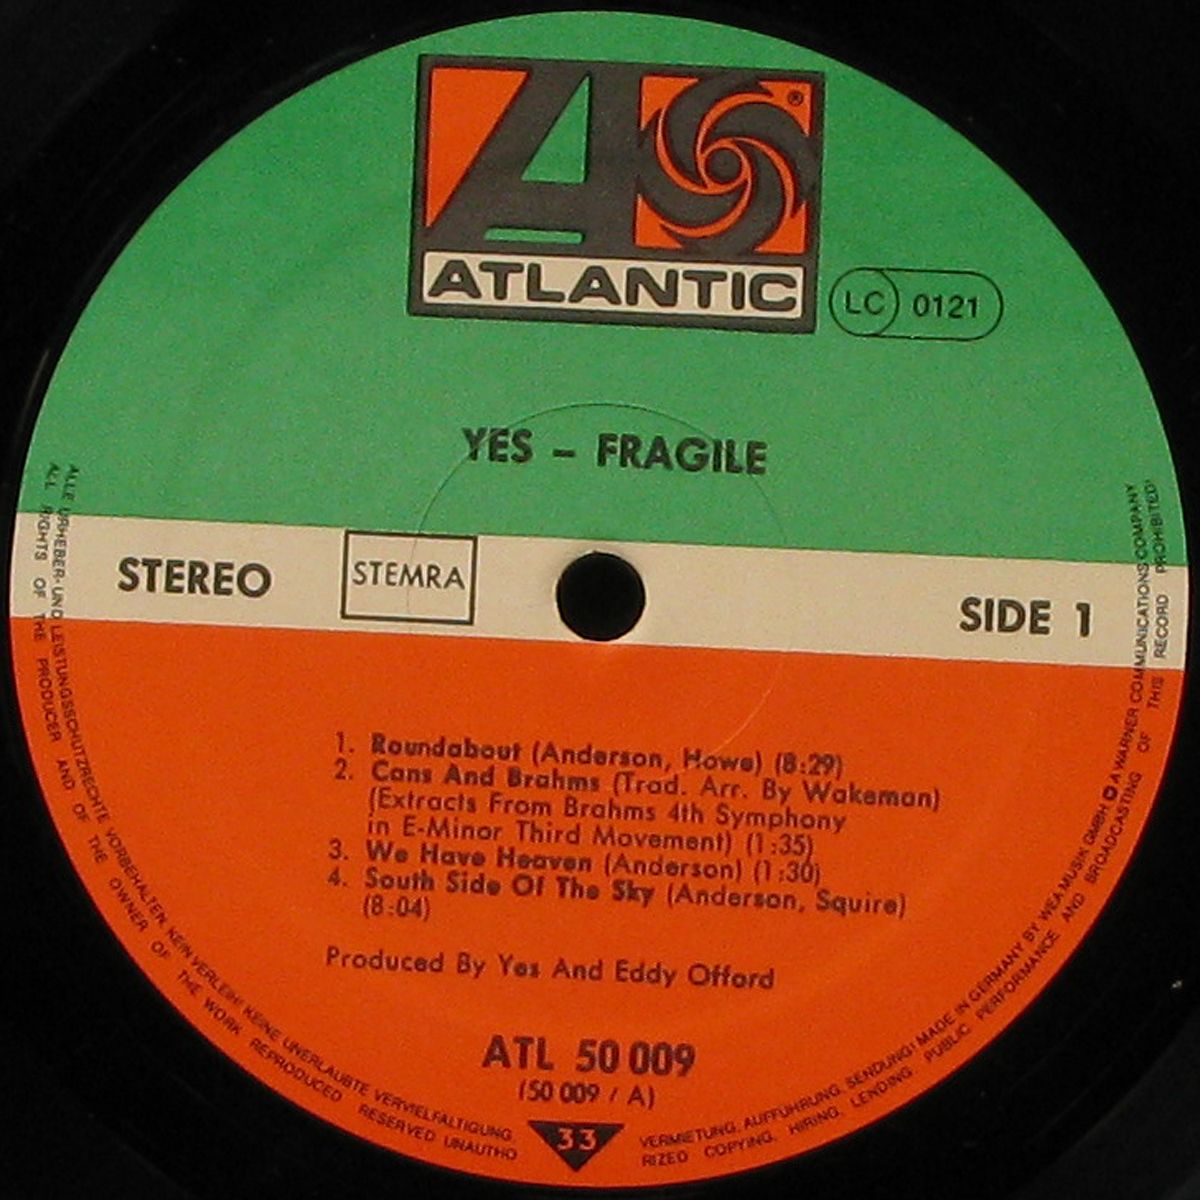 ATLANTIC
®
LC 0121
YES – FRAGILE
STEREO
STEMRA
SIDE 1
1. Roundabout (Anderson, Howe) (8:29)
2. Cans And Brahms (Trad. Arr. By Wakeman)
(Extracts From Brahms 4th Symphony
in E-Minor Third Movement) (1:35)
3. We Have Heaven (Anderson) (1:30)
4. South Side Of The Sky (Anderson, Squire)
(8:04)
Produced By Yes And Eddy Offord
ATL 50 009
(50 009 / A)
33
ALLE URHEBER- UND LEISTUNGSSCHUTZRECHTE VORBEHALTEN. KEIN VERLEIH! KEINE UNERLAUBTE VERVIELFÄLTIGUNG, VERMIETUNG, AUFFÜHRUNG, SENDUNG! MADE IN GERMANY BY WEA MUSIK GMBH A WARNER COMMUNICATIONS COMPANY
ALL RIGHTS OF THE PRODUCER AND OF THE OWNER OF THE WORK REPRODUCED RESERVED UNAUTHORIZED COPYING, HIRING, LENDING, PUBLIC PERFORMANCE AND BROADCASTING OF THIS RECORD PROHIBITED!